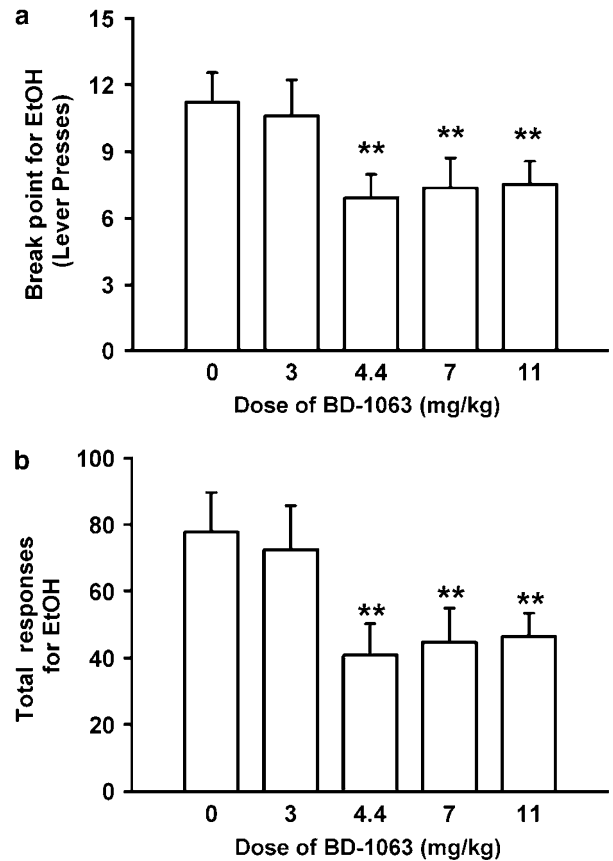 a
15
12
9
6
3
0
Break point for EtOH
(Lever Presses)
** ** **
0 3 4.4 7 11
Dose of BD-1063 (mg/kg)
b
100
80
60
40
20
0
Total responses
for EtOH
** ** **
0 3 4.4 7 11
Dose of BD-1063 (mg/kg)